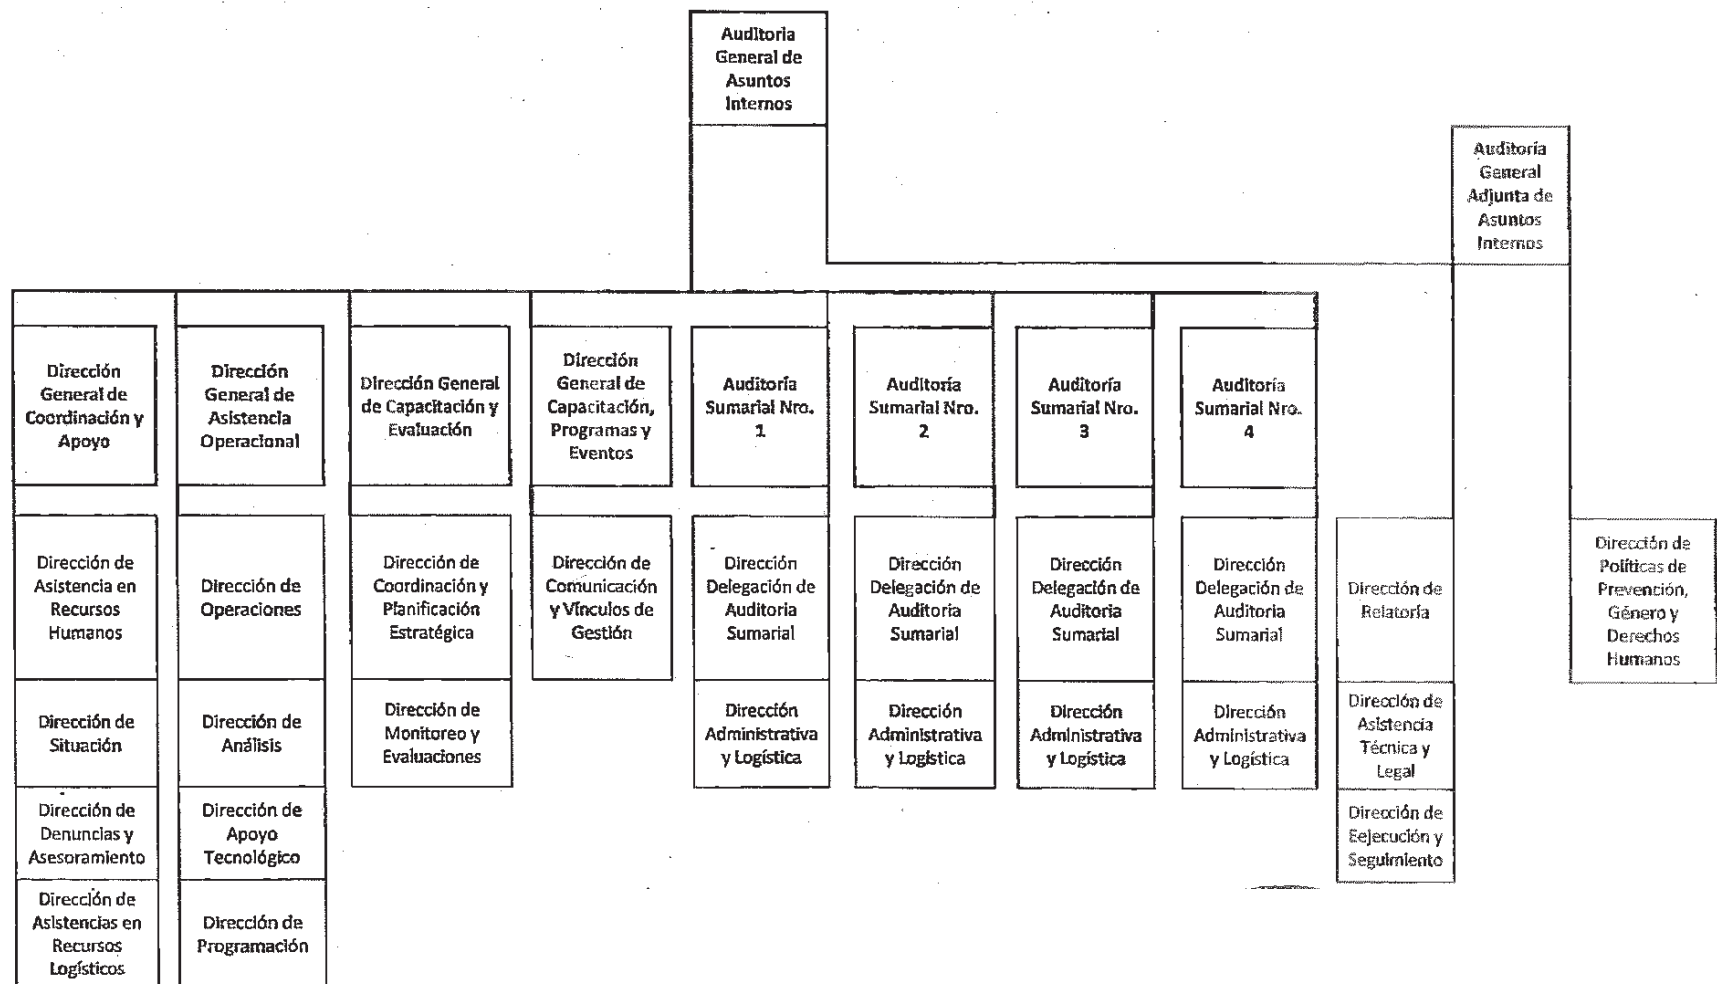 Auditoria
General de
Asuntos
Internos
Auditoría
General
Adjunta de
Asuntos
Internos
Dirección
General de
Coordinación y
Apoyo
Dirección
General de
Asistencia
Operacional
Dirección General
de Capacitación y
Evaluación
Dirección
General de
Capacitación,
Programas y
Eventos
Auditoría
Sumarial Nro.
1
Auditoría
Sumarial Nro.
2
Auditoría
Sumarial Nro.
3
Auditoría
Sumarial Nro.
4
Dirección de
Asistencia en
Recursos
Humanos
Dirección de
Operaciones
Dirección de
Coordinación y
Planificación
Estratégica
Dirección de
Comunicación
y Vínculos de
Gestión
Dirección
Delegación de
Auditoria
Sumarial
Dirección
Delegación de
Auditoria
Sumarial
Dirección
Delegación de
Auditoria
Sumarial
Dirección
Delegación de
Auditoria
Sumarial
Dirección de
Relatoría
Dirección de
Políticas de
Prevención,
Género y
Derechos
Humanos
Dirección de
Situación
Dirección de
Análisis
Dirección de
Monitoreo y
Evaluaciones
Dirección
Administrativa
y Logística
Dirección
Administrativa
y Logística
Dirección
Administrativa
y Logística
Dirección
Administrativa
y Logística
Dirección de
Asistencia
Técnica y
Legal
Dirección de
Denuncias y
Asesoramiento
Dirección de
Apoyo
Tecnológico
Dirección de
Eejecución y
Seguimiento
Dirección de
Asistencias en
Recursos
Logísticos
Dirección de
Programación